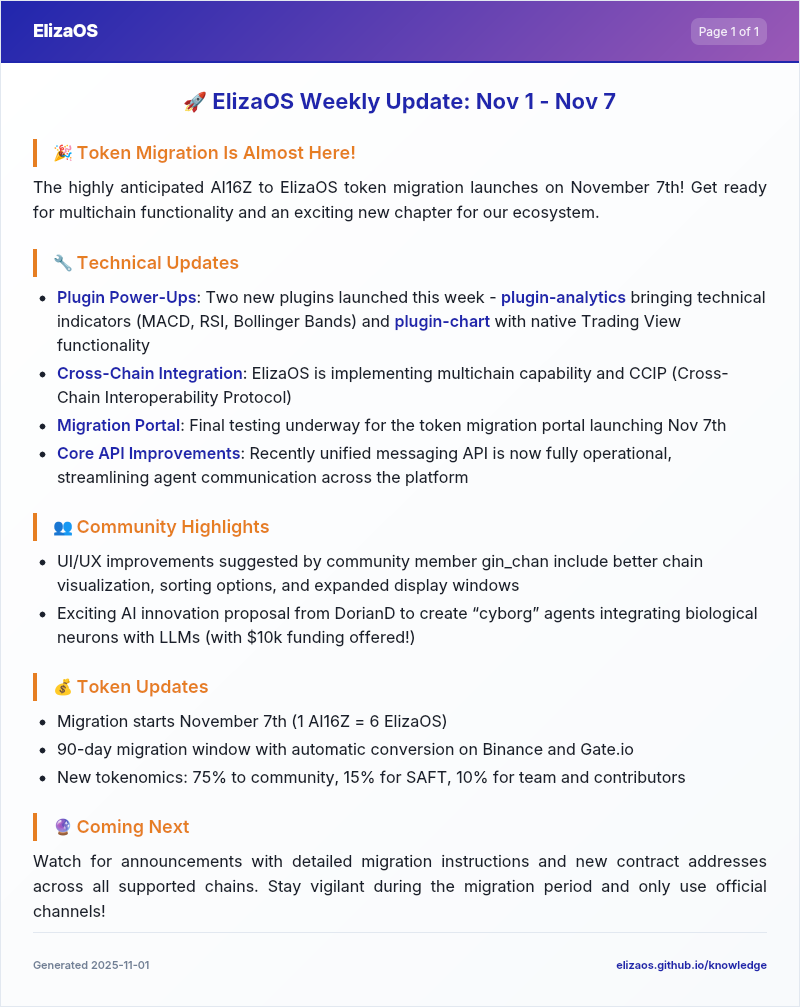 ElizaOS
Page 1 of 1
🚀 ElizaOS Weekly Update: Nov 1 - Nov 7
🎉 Token Migration Is Almost Here!
The highly anticipated AI16Z to ElizaOS token migration launches on November 7th! Get ready
for multichain functionality and an exciting new chapter for our ecosystem.
🔧 Technical Updates
• Plugin Power-Ups: Two new plugins launched this week - plugin-analytics bringing technical
indicators (MACD, RSI, Bollinger Bands) and plugin-chart with native Trading View
functionality
• Cross-Chain Integration: ElizaOS is implementing multichain capability and CCIP (Cross-
Chain Interoperability Protocol)
• Migration Portal: Final testing underway for the token migration portal launching Nov 7th
• Core API Improvements: Recently unified messaging API is now fully operational,
streamlining agent communication across the platform
👥 Community Highlights
• UI/UX improvements suggested by community member gin_chan include better chain
visualization, sorting options, and expanded display windows
• Exciting AI innovation proposal from DorianD to create “cyborg” agents integrating biological
neurons with LLMs (with $10k funding offered!)
💰 Token Updates
• Migration starts November 7th (1 AI16Z = 6 ElizaOS)
• 90-day migration window with automatic conversion on Binance and Gate.io
• New tokenomics: 75% to community, 15% for SAFT, 10% for team and contributors
🔮 Coming Next
Watch for announcements with detailed migration instructions and new contract addresses
across all supported chains. Stay vigilant during the migration period and only use official
channels!
Generated 2025-11-01
elizaos.github.io/knowledge